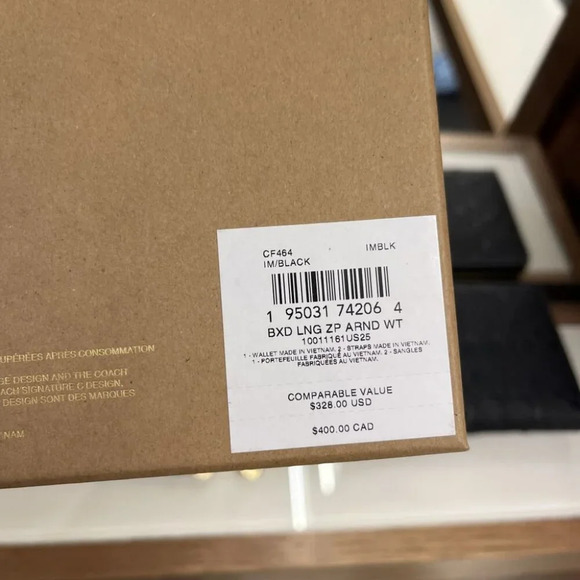 CF464 IMBLK
IM/BLACK
1 95031 74206 4
BXD LNG ZP ARND WT
10011161US25
1 - WALLET MADE IN VIETNAM. 2 - STRAPS MADE IN VIETNAM.
1 - PORTEFEUILLE FABRIQUÉ AU VIETNAM. 2 - SANGLES
FABRIQUÉES AU VIETNAM.
COMPARABLE VALUE
$328.00 USD
$400.00 CAD
UPÉRÉES APRÈS CONSOMMATION
GE DESIGN AND THE COACH
ACH SIGNATURE C DESIGN,
DESIGN SONT DES MARQUES
TNAM